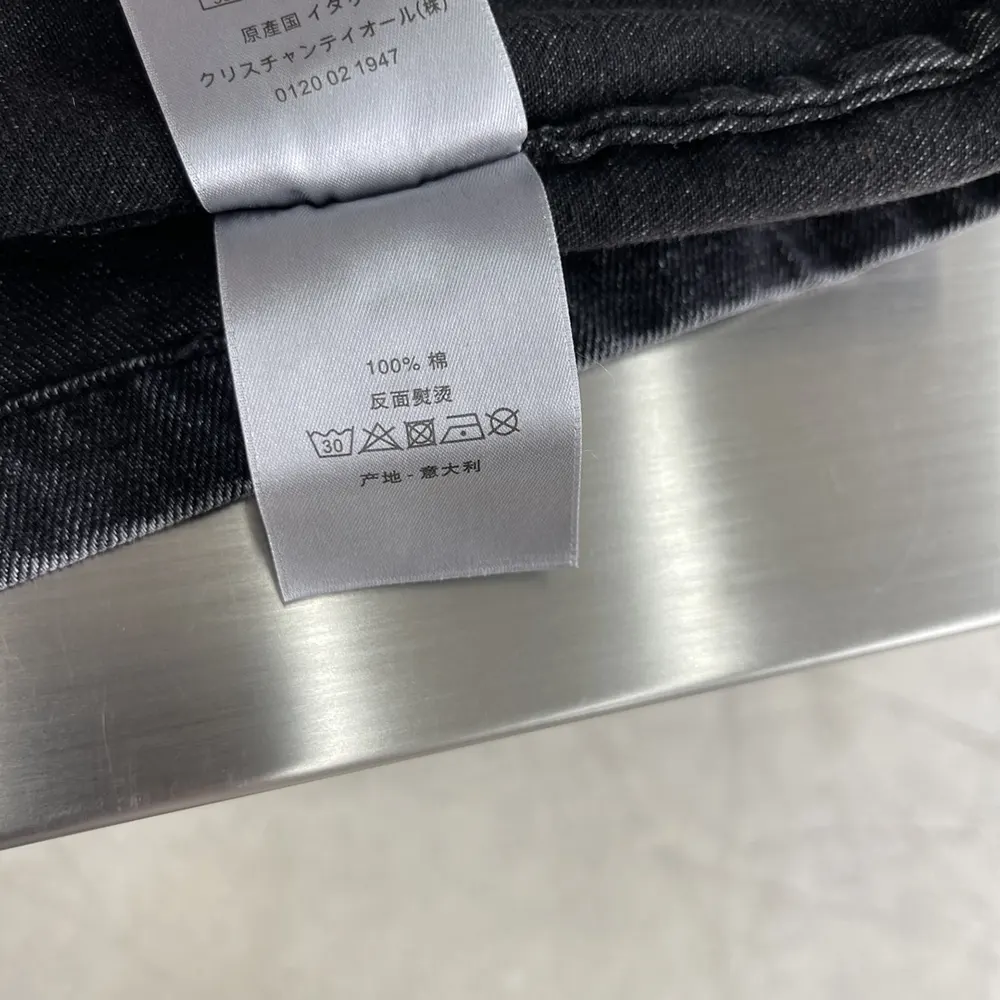 原産国 イタリ
クリスチャンディオール(株)
0120 02 1947
100% 棉
反面熨烫
30
产地 - 意大利